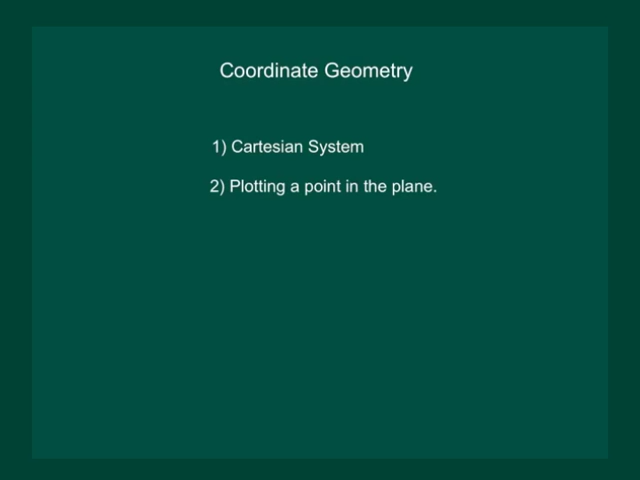 Coordinate Geometry
1) Cartesian System
2) Plotting a point in the plane.